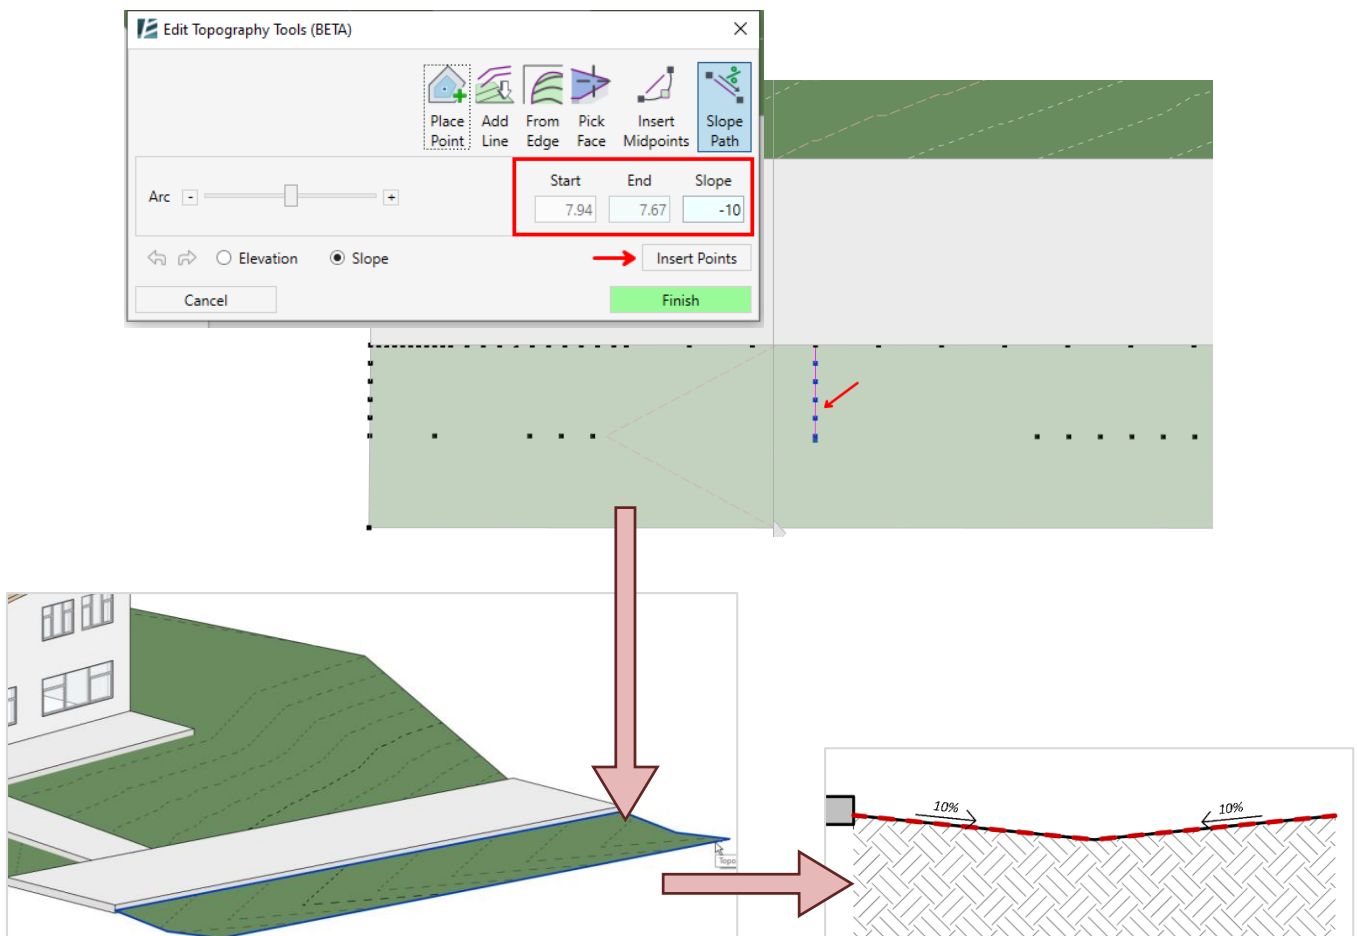 Edit Topography Tools (BETA)
Place Point
Add Line
From Edge
Pick Face
Insert Midpoints
Slope Path
Arc - +
Start End Slope
7.94 7.67 -10
Elevation Slope
Insert Points
Cancel Finish
Topo
10% 10%